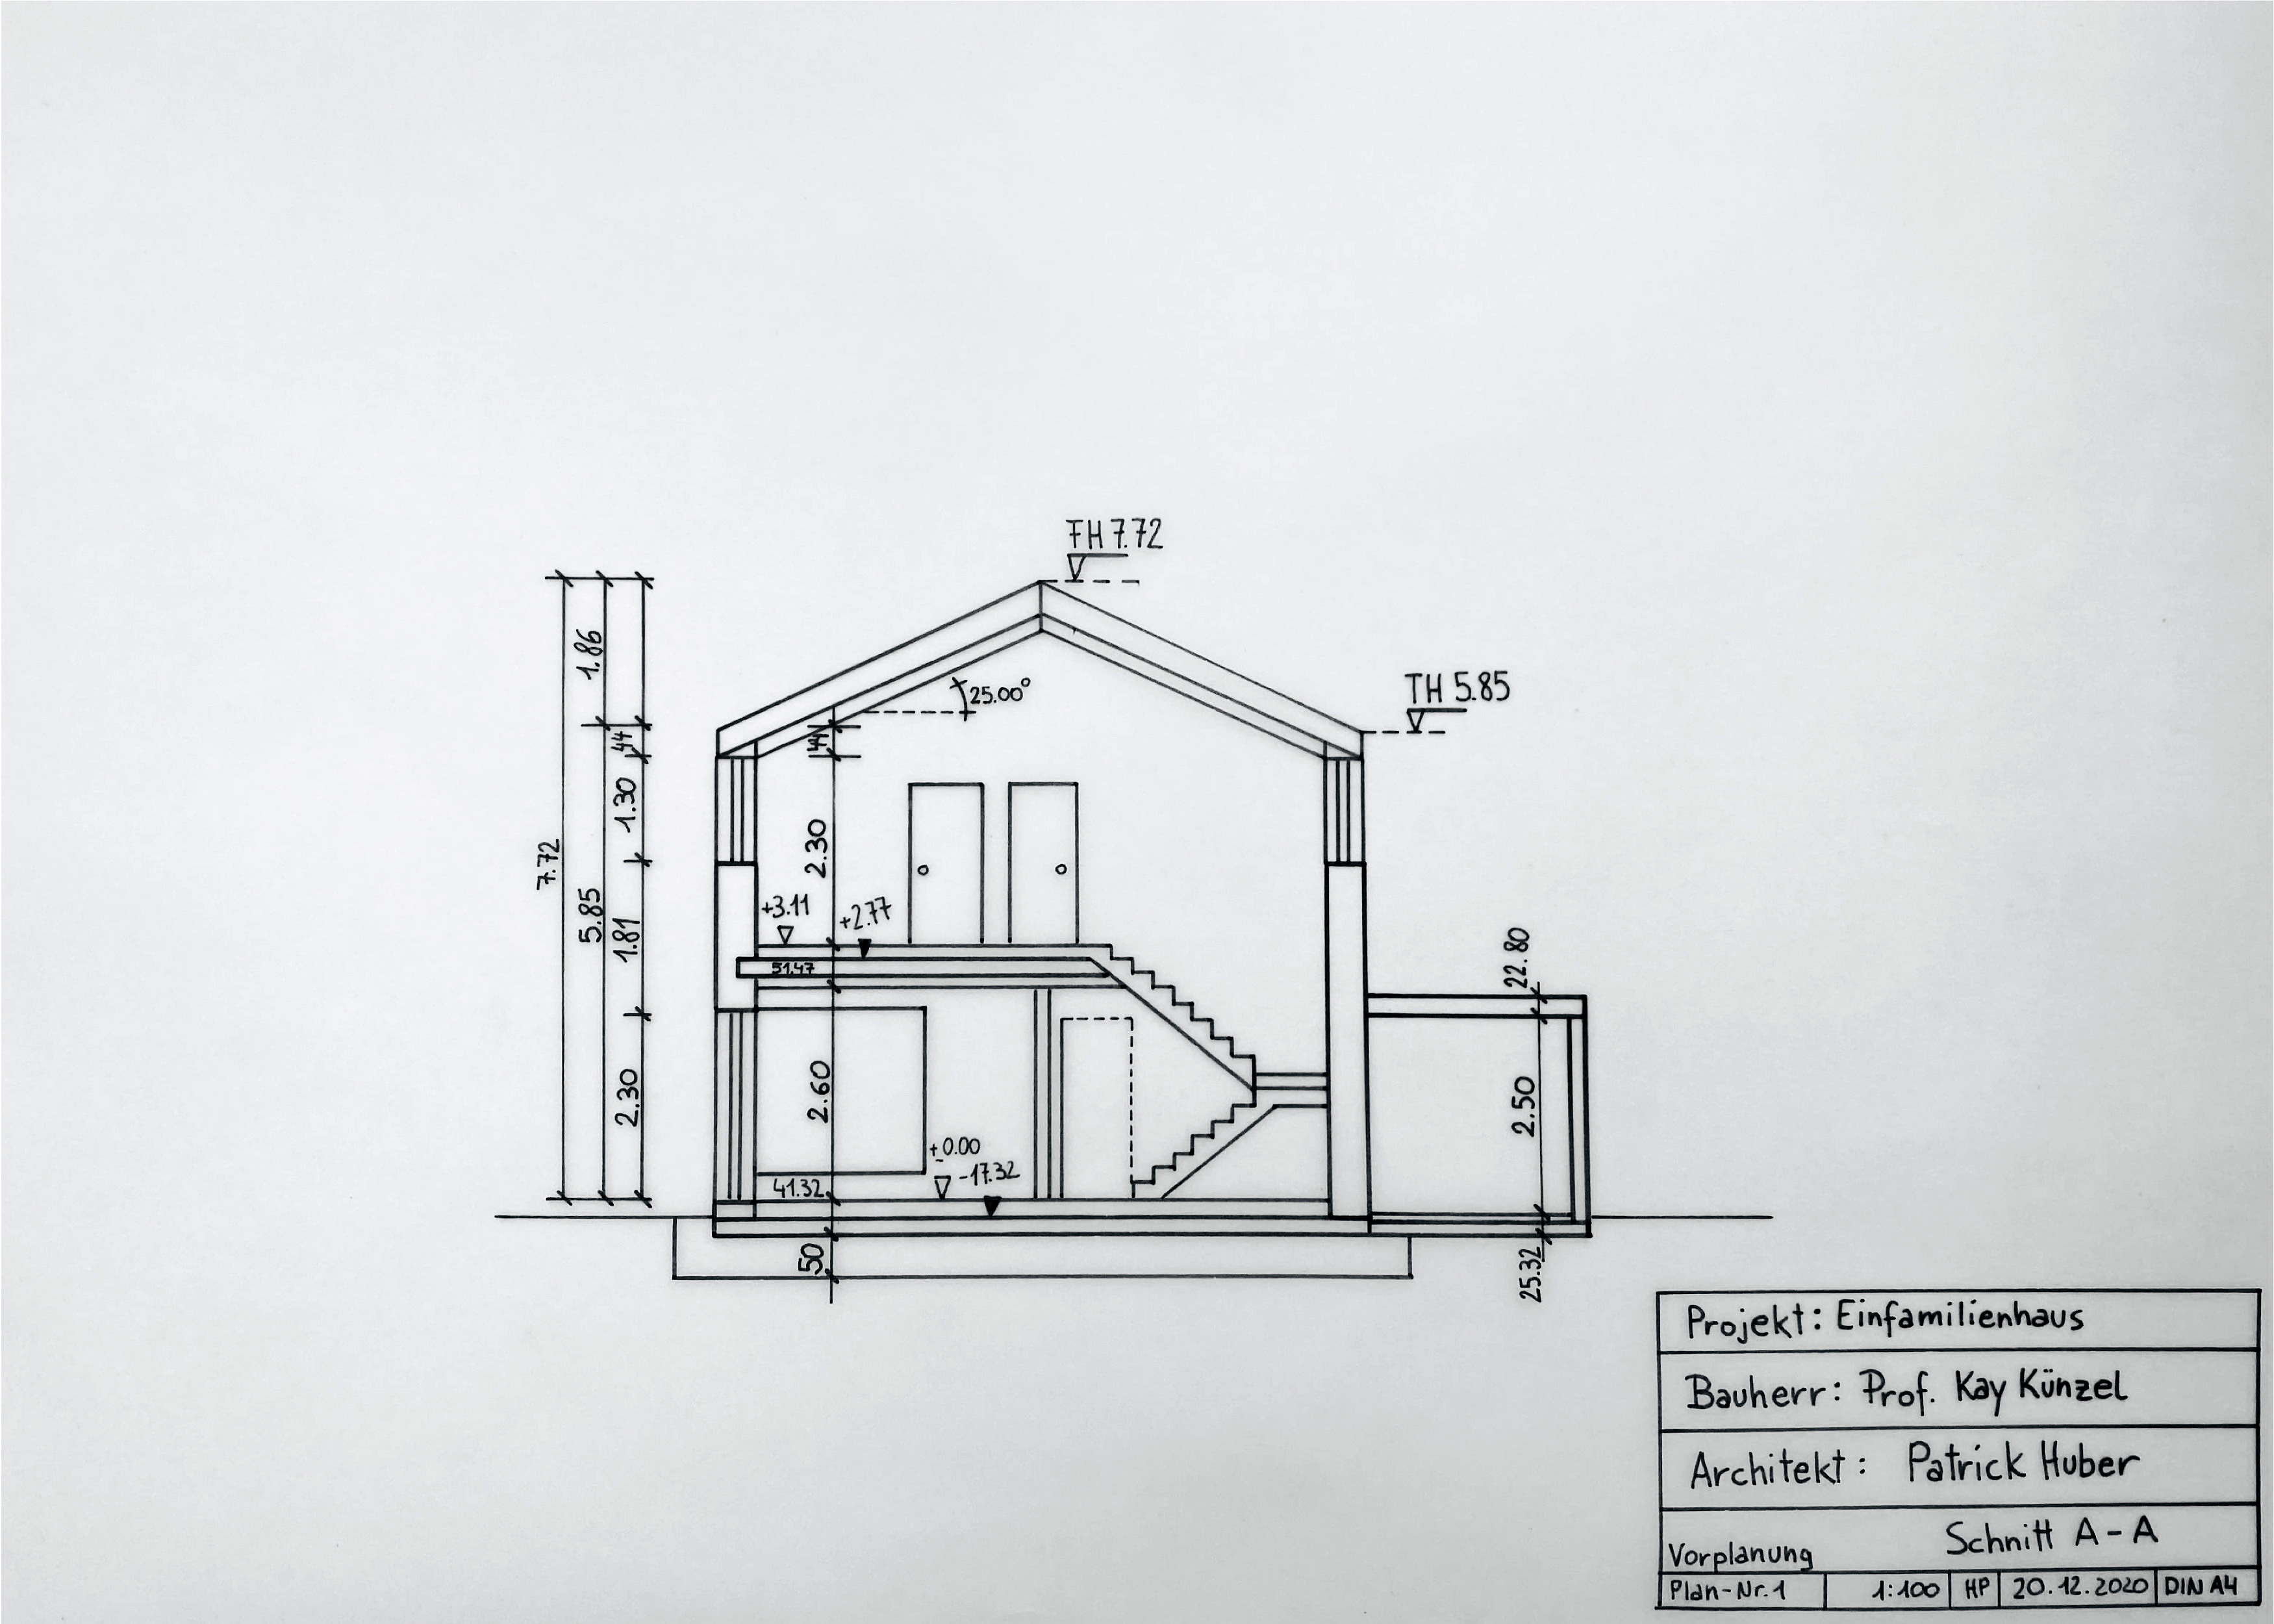 FH 7.72
TH 5.85
25.00°
7.72
1.86
5.85
44
1.30
1.81
2.30
2.30
+3.11
+2.77
51.47
2.60
±0.00
-17.32
41.32
50
22.80
2.50
25.32
Projekt: Einfamilienhaus
Bauherr: Prof. Kay Künzel
Architekt: Patrick Huber
Vorplanung Schnitt A-A
Plan-Nr.1 1:100 HP 20.12.2020 DIN A4